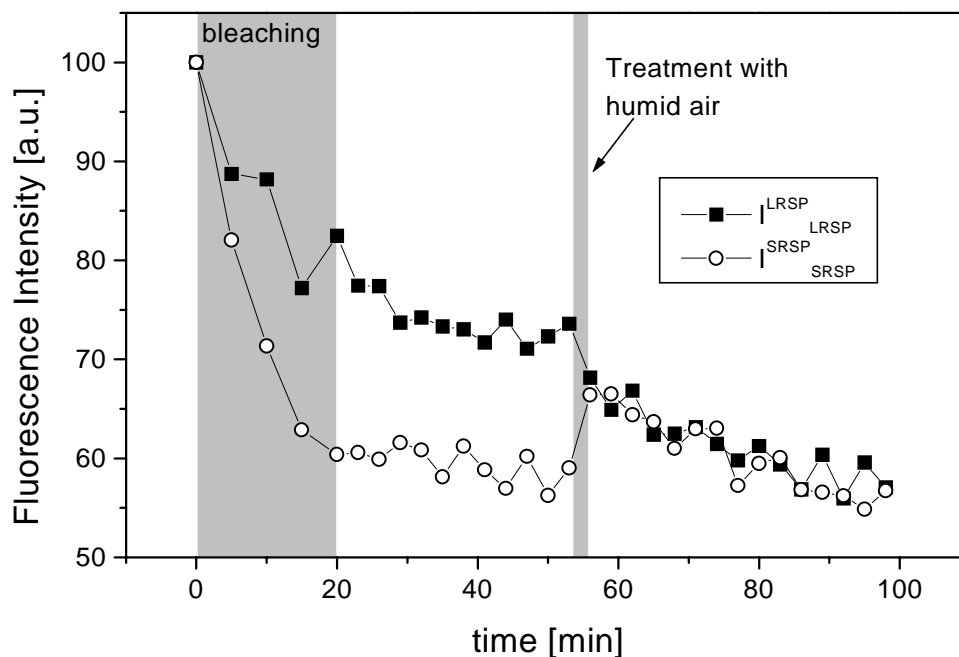 bleaching
Treatment with
humid air
I^LRSP_LRSP
I^SRSP_SRSP
Fluorescence Intensity [a.u.]
100
90
80
70
60
50
0
20
40
60
80
100
time [min]